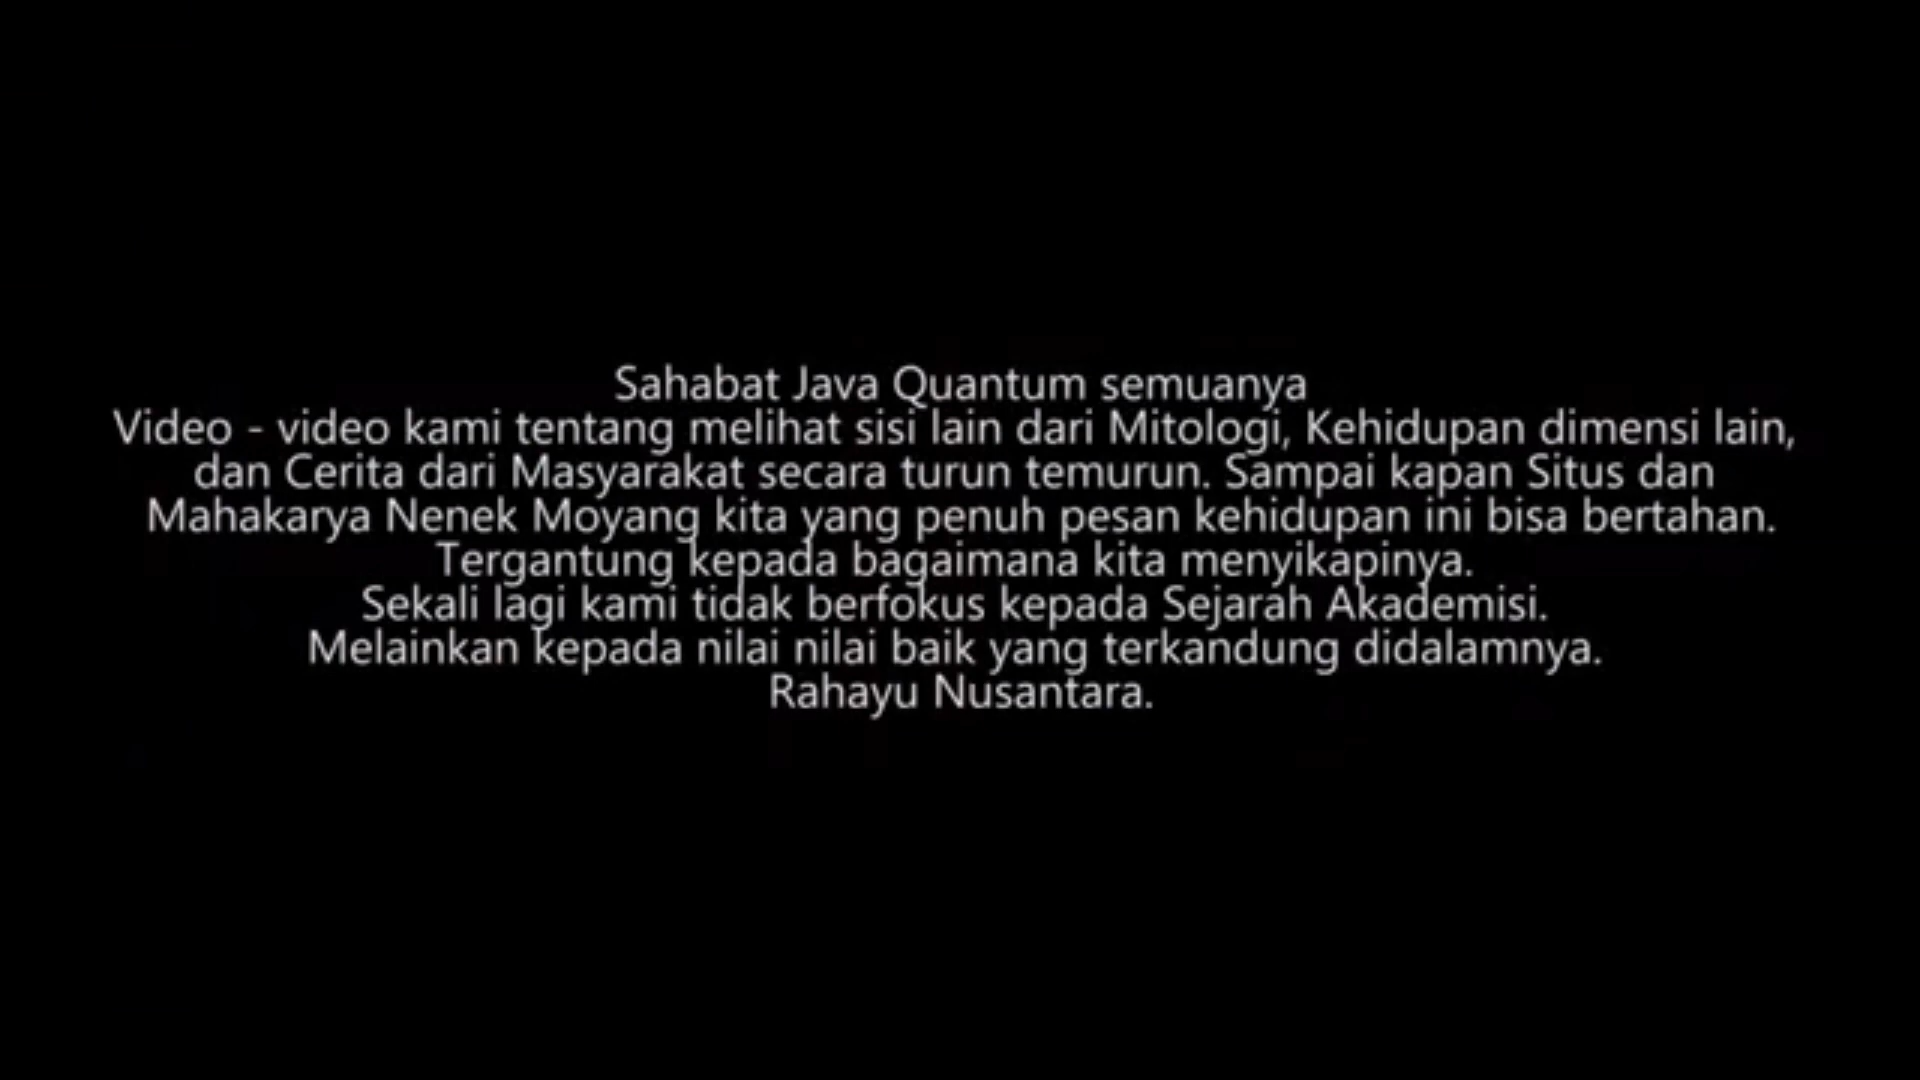 Sahabat Java Quantum semuanya
Video - video kami tentang melihat sisi lain dari Mitologi, Kehidupan dimensi lain,
dan Cerita dari Masyarakat secara turun temurun. Sampai kapan Situs dan
Mahakarya Nenek Moyang kita yang penuh pesan kehidupan ini bisa bertahan.
Tergantung kepada bagaimana kita menyikapinya.
Sekali lagi kami tidak berfokus kepada Sejarah Akademisi.
Melainkan kepada nilai nilai baik yang terkandung didalamnya.
Rahayu Nusantara.